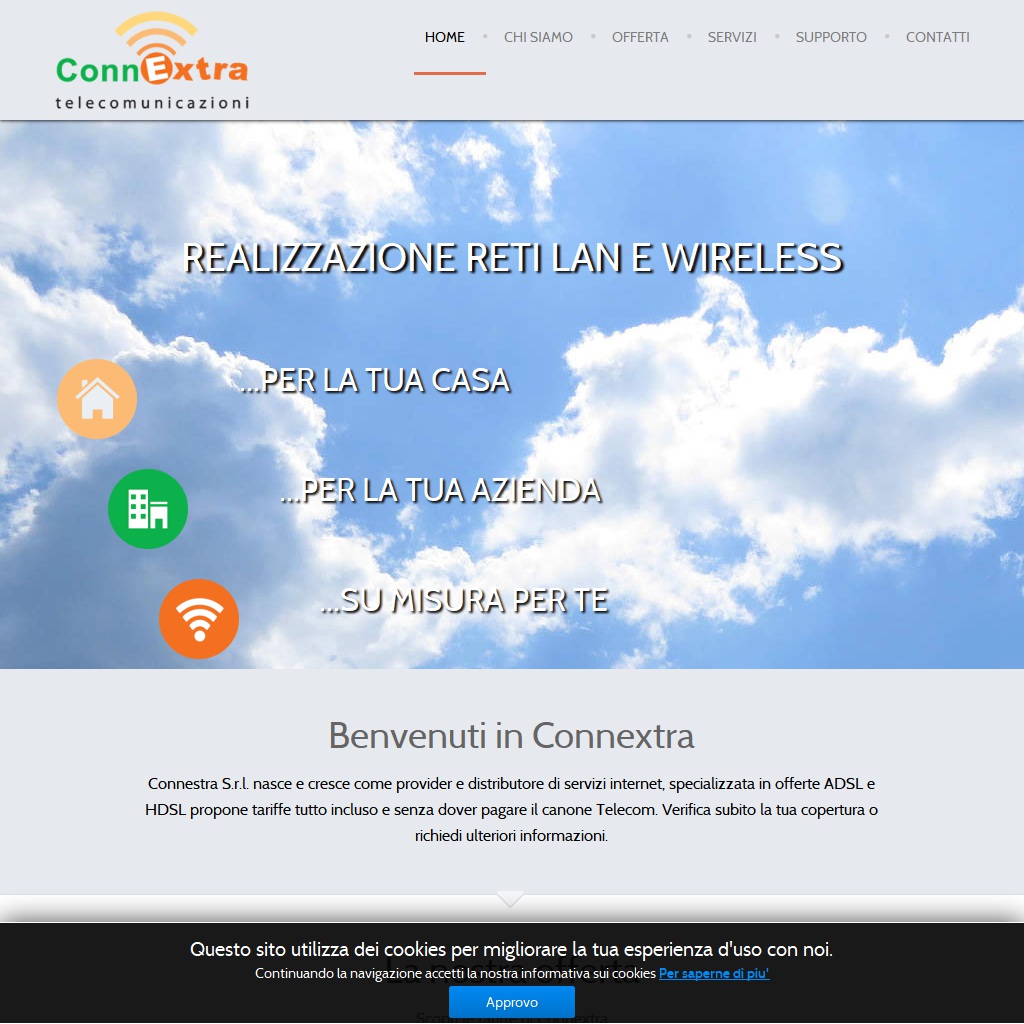 ConnExtra
telecomunicazioni
HOME • CHI SIAMO • OFFERTA • SERVIZI • SUPPORTO • CONTATTI
REALIZZAZIONE RETI LAN E WIRELESS
...PER LA TUA CASA
...PER LA TUA AZIENDA
...SU MISURA PER TE
Benvenuti in Connextra
Connestra S.r.l. nasce e cresce come provider e distributore di servizi internet, specializzata in offerte ADSL e
HDSL propone tariffe tutto incluso e senza dover pagare il canone Telecom. Verifica subito la tua copertura o
richiedi ulteriori informazioni.
Questo sito utilizza dei cookies per migliorare la tua esperienza d'uso con noi.
La nostra offerta
Continuando la navigazione accetti la nostra informativa sui cookies Per saperne di piu'
Approvo